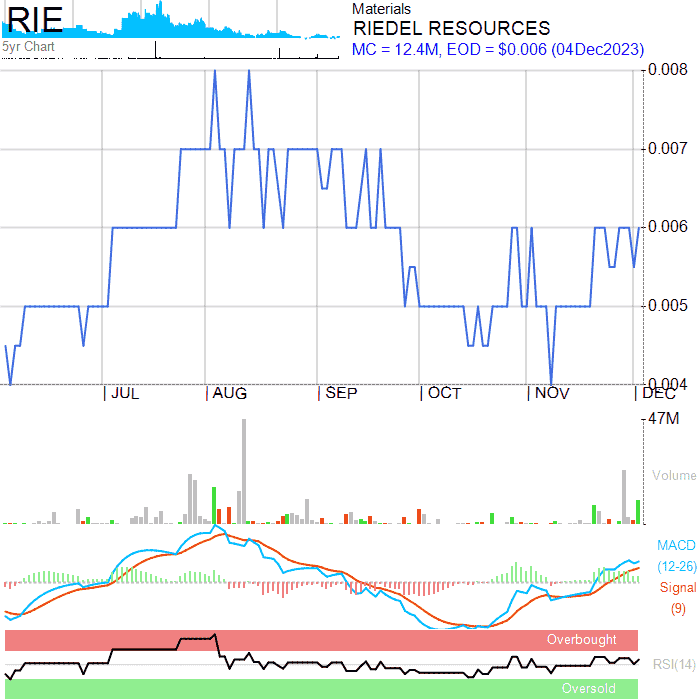 RIE
5yr Chart
Materials
RIEDEL RESOURCES
MC = 12.4M, EOD = $0.006 (04Dec2023)
0.008
0.007
0.006
0.005
0.004
JUL AUG SEP OCT NOV DEC
47M
Volume
MACD
(12-26)
Signal
(9)
Overbought
RSI(14)
Oversold